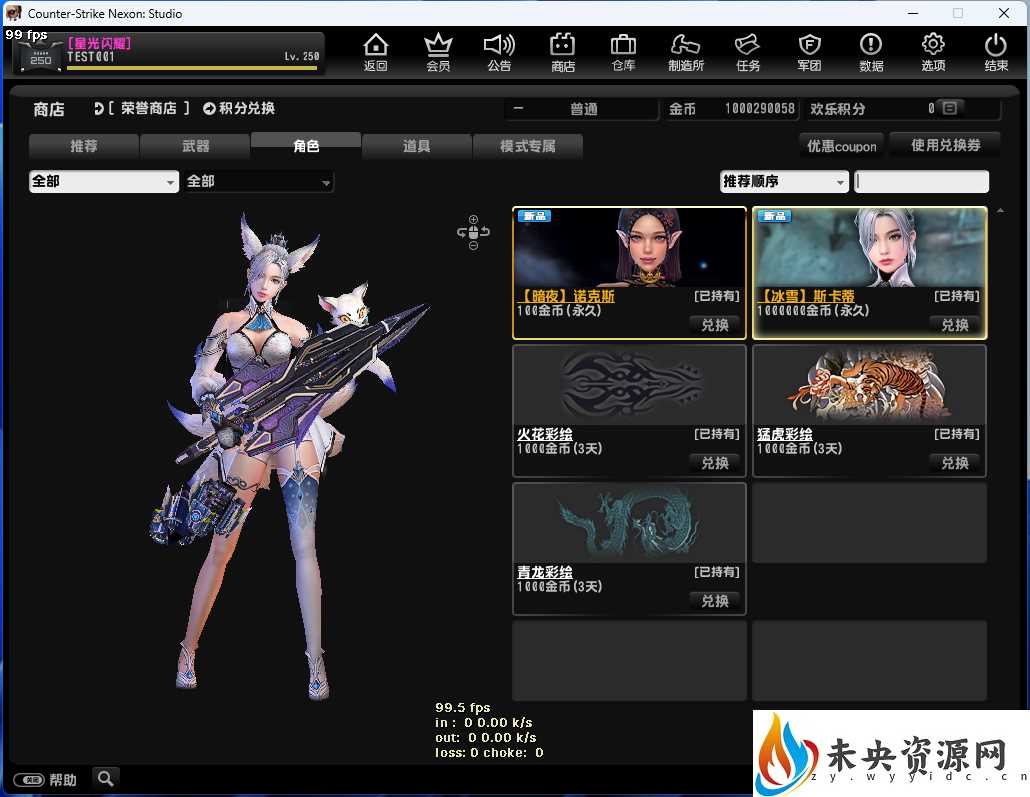 Counter-Strike Nexon: Studio
99 fps
[星光闪耀]
250
TEST001
Lv.250
返回
会员
公告
商店
仓库
制造所
任务
军团
数据
选项
结束
商店
[ 荣誉商店 ]
积分兑换
普通
金币
1000290058
欢乐积分
0
推荐
武器
角色
道具
模式专属
优惠coupon
使用兑换券
全部
全部
推荐顺序
新品
【暗夜】诺克斯
[已持有]
100金币(永久)
兑换
新品
【冰雪】斯卡蒂
[已持有]
1000000金币(永久)
兑换
火花彩绘
[已持有]
1000金币(3天)
兑换
猛虎彩绘
[已持有]
1000金币(3天)
兑换
青龙彩绘
[已持有]
1000金币(3天)
兑换
99.5 fps
in : 0 0.00 k/s
out: 0 0.00 k/s
loss: 0 choke: 0
帮助
未央资源网
zy.wyyidc.cn